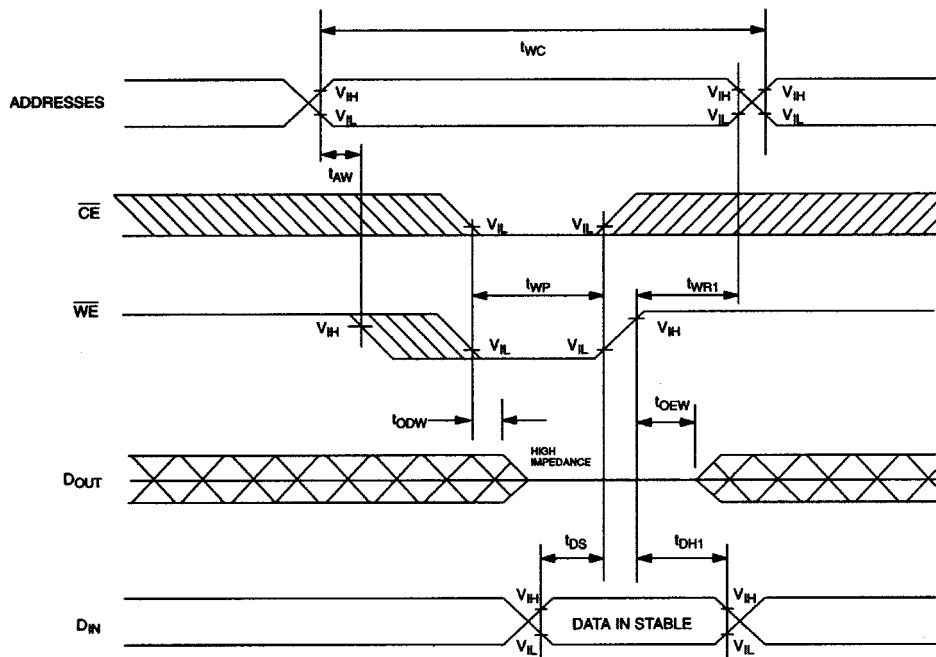 tWC
ADDRESSES
VIH
VIL
VIH
VIL
VIH
VIL
tAW
CE
VIL
VIL
tWP
tWR1
WE
VIH
VIL
VIL
VIH
tODW
tOEW
HIGH
IMPEDANCE
DOUT
tDS
tDH1
DIN
VIH
VIL
DATA IN STABLE
VIH
VIL